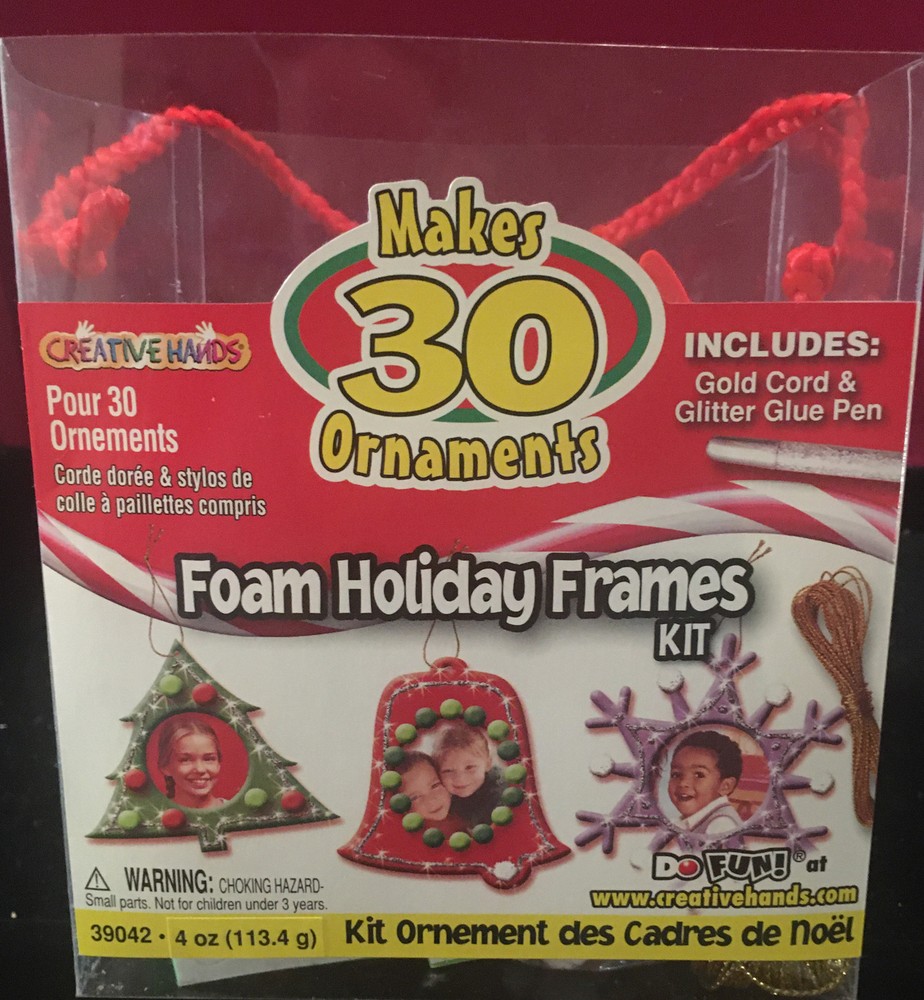 Makes
30
Ornaments
CREATIVE HANDS®
Pour 30
Ornements
Corde dorée & stylos de
colle à paillettes compris
INCLUDES:
Gold Cord &
Glitter Glue Pen
Foam Holiday Frames
KIT
DO FUN!® at
www.creativehands.com
WARNING: CHOKING HAZARD-
Small parts. Not for children under 3 years.
39042 • 4 oz (113.4 g) Kit Ornement des Cadres de Noël